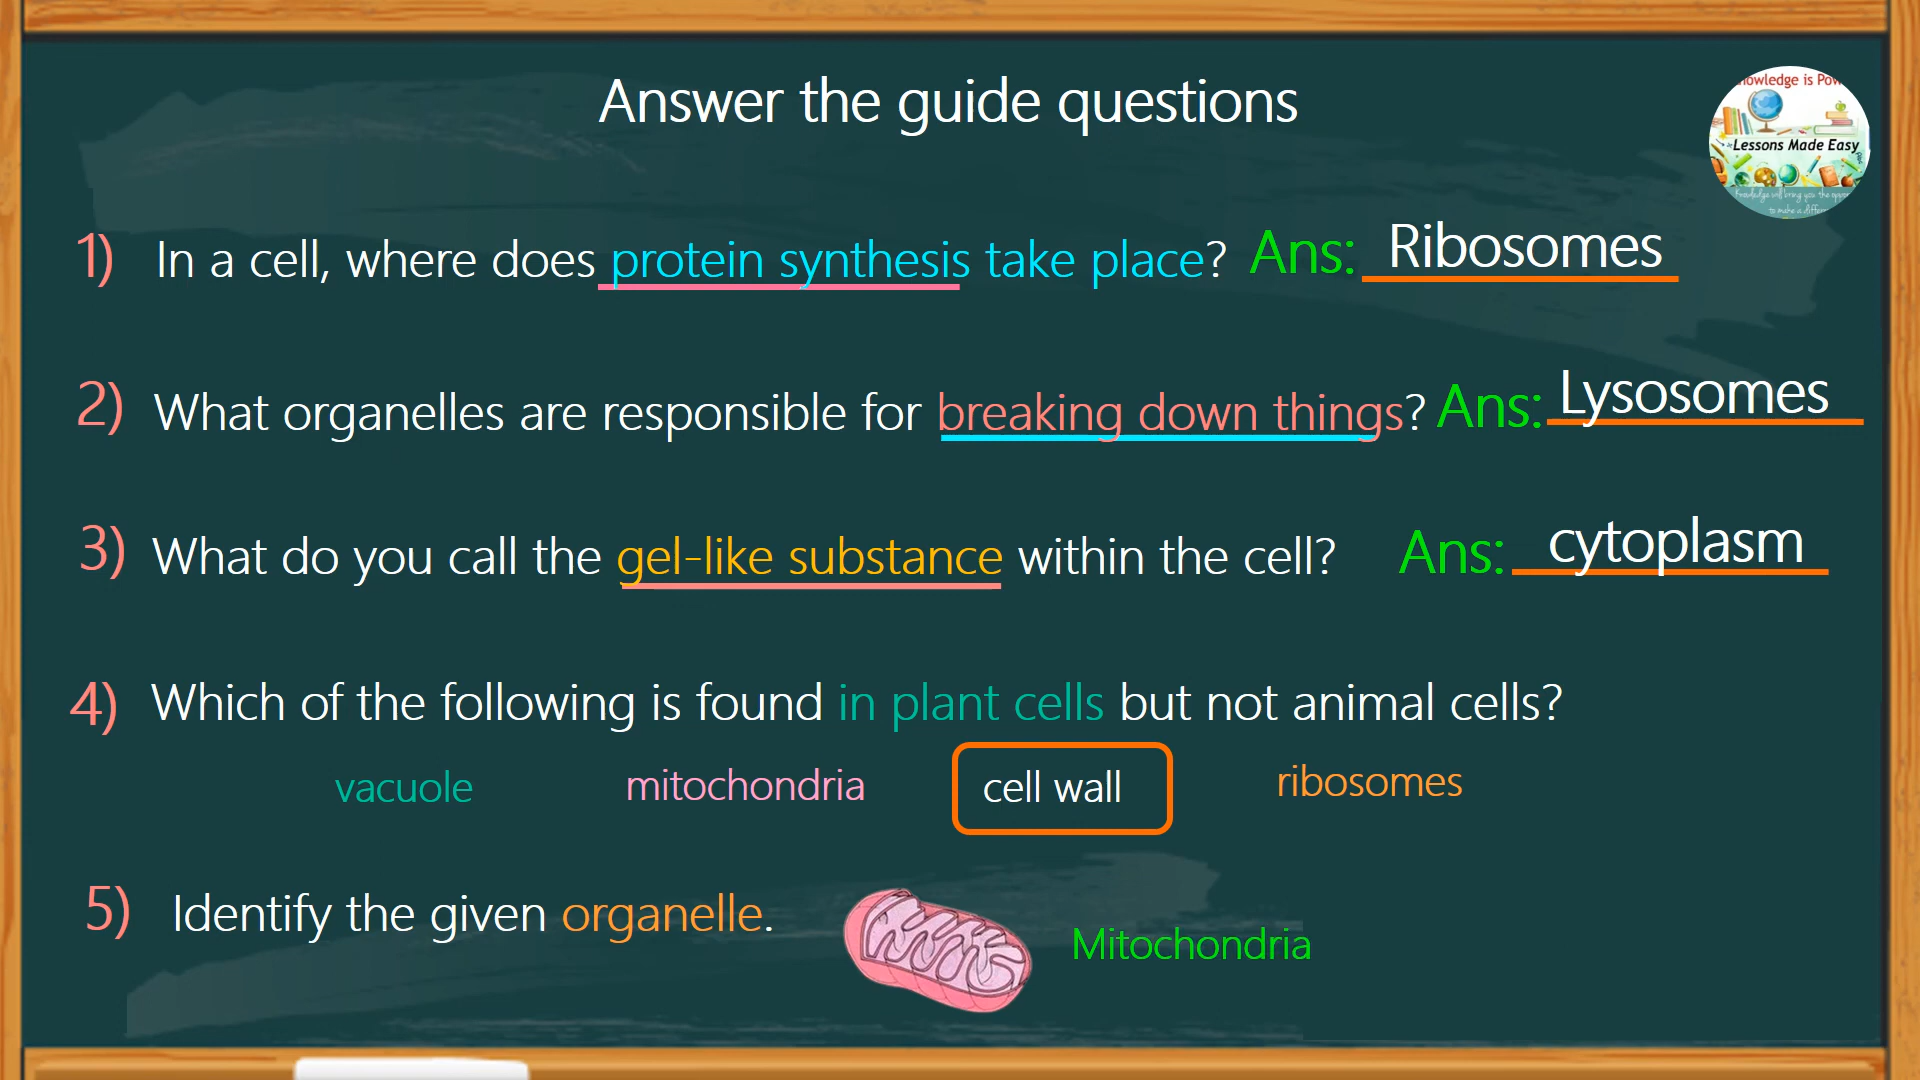 Answer the guide questions
Lessons Made Easy
1) In a cell, where does protein synthesis take place? Ans: Ribosomes
2) What organelles are responsible for breaking down things? Ans: Lysosomes
3) What do you call the gel-like substance within the cell? Ans: cytoplasm
4) Which of the following is found in plant cells but not animal cells?
vacuole mitochondria cell wall ribosomes
5) Identify the given organelle. Mitochondria